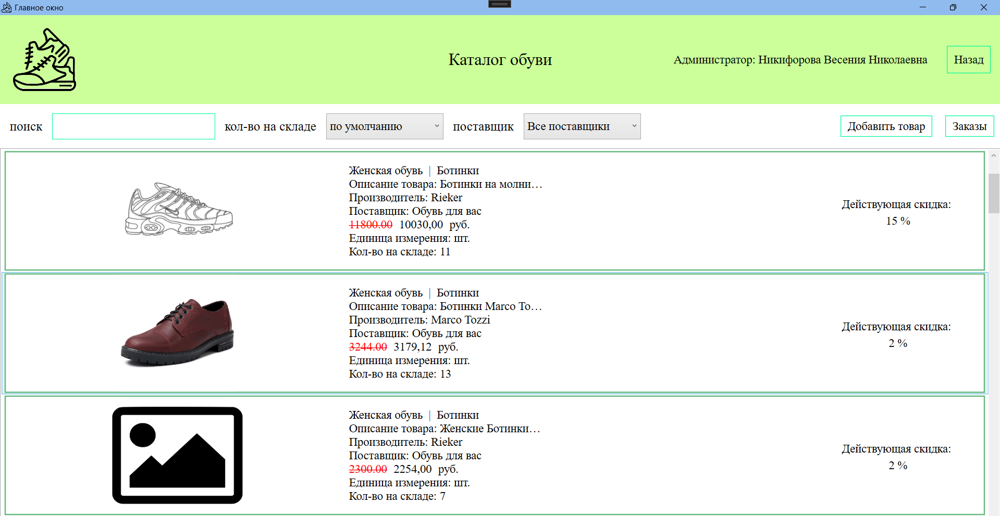 Главное окно
Каталог обуви
Администратор: Никифорова Весения Николаевна
Назад
поиск
кол-во на складе
по умолчанию
поставщик
Все поставщики
Добавить товар
Заказы
Женская обувь | Ботинки
Описание товара: Ботинки на молни…
Производитель: Rieker
Поставщик: Обувь для вас
11800.00 10030,00 руб.
Единица измерения: шт.
Кол-во на складе: 11
Действующая скидка:
15 %
Женская обувь | Ботинки
Описание товара: Ботинки Marco To…
Производитель: Marco Tozzi
Поставщик: Обувь для вас
3244.00 3179,12 руб.
Единица измерения: шт.
Кол-во на складе: 13
Действующая скидка:
2 %
Женская обувь | Ботинки
Описание товара: Женские Ботинки…
Производитель: Rieker
Поставщик: Обувь для вас
2300.00 2254,00 руб.
Единица измерения: шт.
Кол-во на складе: 7
Действующая скидка:
2 %